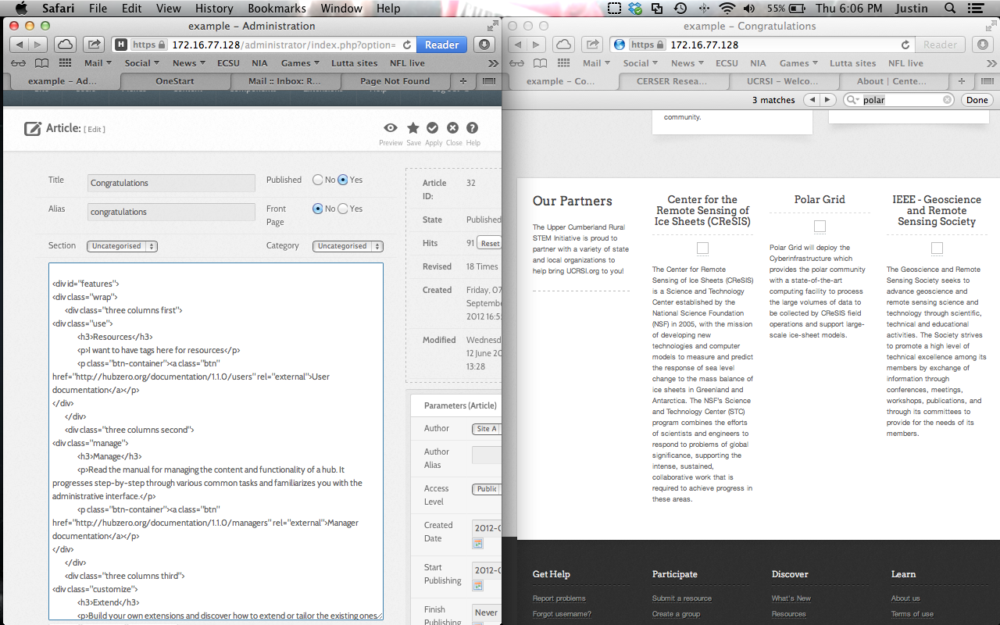 Safari File Edit View History Bookmarks Window Help 55% Thu 6:06 PM Justin
example – Administration
https 172.16.77.128/administrator/index.php?option= Reader
Mail Social News ECSU NIA Games Lutta sites NFL live
example – Ad... OneStart Mail :: Inbox: R... Page Not Found
Article: [ Edit ]
Preview Save Apply Close Help
Title Congratulations Published No Yes
Alias congratulations Front Page No Yes
Section Uncategorised Category Uncategorised
<div id="features">
<div class="wrap">
<div class="three columns first">
<div class="use">
<h3>Resources</h3>
<p>I want to have tags here for resources</p>
<p class="btn-container"><a class="btn"
href="http://hubzero.org/documentation/1.1.0/users" rel="external">User
documentation</a></p>
</div>
</div>
<div class="three columns second">
<div class="manage">
<h3>Manage</h3>
<p>Read the manual for managing the content and functionality of a hub. It
progresses step-by-step through various common tasks and familiarizes you with the
administrative interface.</p>
<p class="btn-container"><a class="btn"
href="http://hubzero.org/documentation/1.1.0/managers" rel="external">Manager
documentation</a></p>
</div>
</div>
<div class="three columns third">
<div class="customize">
<h3>Extend</h3>
<p>Build your own extensions and discover how to extend or tailor the existing ones
Article ID: 32
State Published
Hits 91 Reset
Revised 18 Times
Created Friday, 07
September
2012 16:5
Modified Wednesd
12 June 20
13:28
Parameters (Article)
Author Site A
Author Alias
Access Level Public
Created Date 2012-0
Start Publishing 2012-0
Finish Publishing Never
example – Congratulations
https 172.16.77.128 Reader
Mail Social News ECSU NIA Games Lutta sites NFL live
example – Co... CERSER Resea... UCRSI – Welco... About | Cente...
3 matches polar Done
community.
Our Partners
The Upper Cumberland Rural
STEM Initiative is proud to
partner with a variety of state
and local organizations to
help bring UCRSI.org to you!
Center for the
Remote Sensing of
Ice Sheets (CReSIS)
The Center for Remote
Sensing of Ice Sheets (CReSIS)
is a Science and Technology
Center established by the
National Science Foundation
(NSF) in 2005, with the mission
of developing new
technologies and computer
models to measure and predict
the response of sea level
change to the mass balance of
ice sheets in Greenland and
Antarctica. The NSF's Science
and Technology Center (STC)
program combines the efforts
of scientists and engineers to
respond to problems of global
significance, supporting the
intense, sustained,
collaborative work that is
required to achieve progress in
these areas.
Polar Grid
Polar Grid will deploy the
Cyberinfrastructure which
provides the polar community
with a state-of-the-art
computing facility to process
the large volumes of data to
be collected by CReSIS field
operations and support large-
scale ice-sheet models.
IEEE - Geoscience
and Remote
Sensing Society
The Geoscience and Remote
Sensing Society seeks to
advance geoscience and
remote sensing science and
technology through scientific,
technical and educational
activities. The Society strives
to promote a high level of
technical excellence among its
members by exchange of
information through
conferences, meetings,
workshops, publications, and
through its committees to
provide for the needs of its
members.
Get Help Participate Discover Learn
Report problems Submit a resource What's New About us
Forgot username? Create a group Resources Terms of use